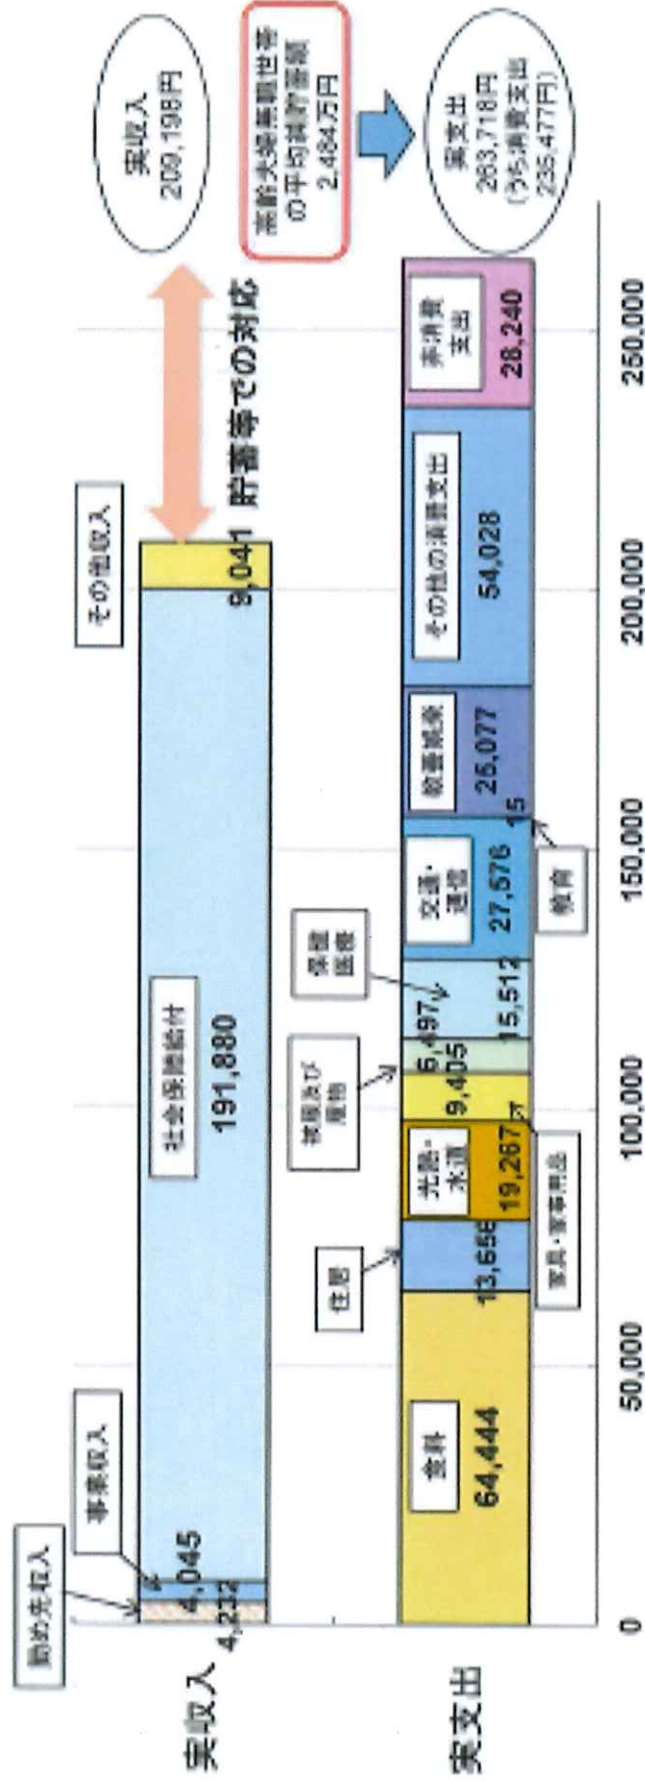 勤め先収入
事業収入
その他収入
実収入
4,232
4,045
社会保障給付
191,880
9,041
貯蓄等での対応
実収入
209,198円
高齢夫婦無職世帯
の平均純貯蓄額
2,484万円
実支出
263,718円
(うち消費支出
235,477円)
住居
被服及び
履物
保健
医療
実支出
食料
64,444
13,656
光熱・
水道
19,267
9,405
6,497
15,512
交通・
通信
27,576
15
教養娯楽
25,077
その他の消費支出
54,028
非消費
支出
28,240
家具・家事用品
教育
0
50,000
100,000
150,000
200,000
250,000